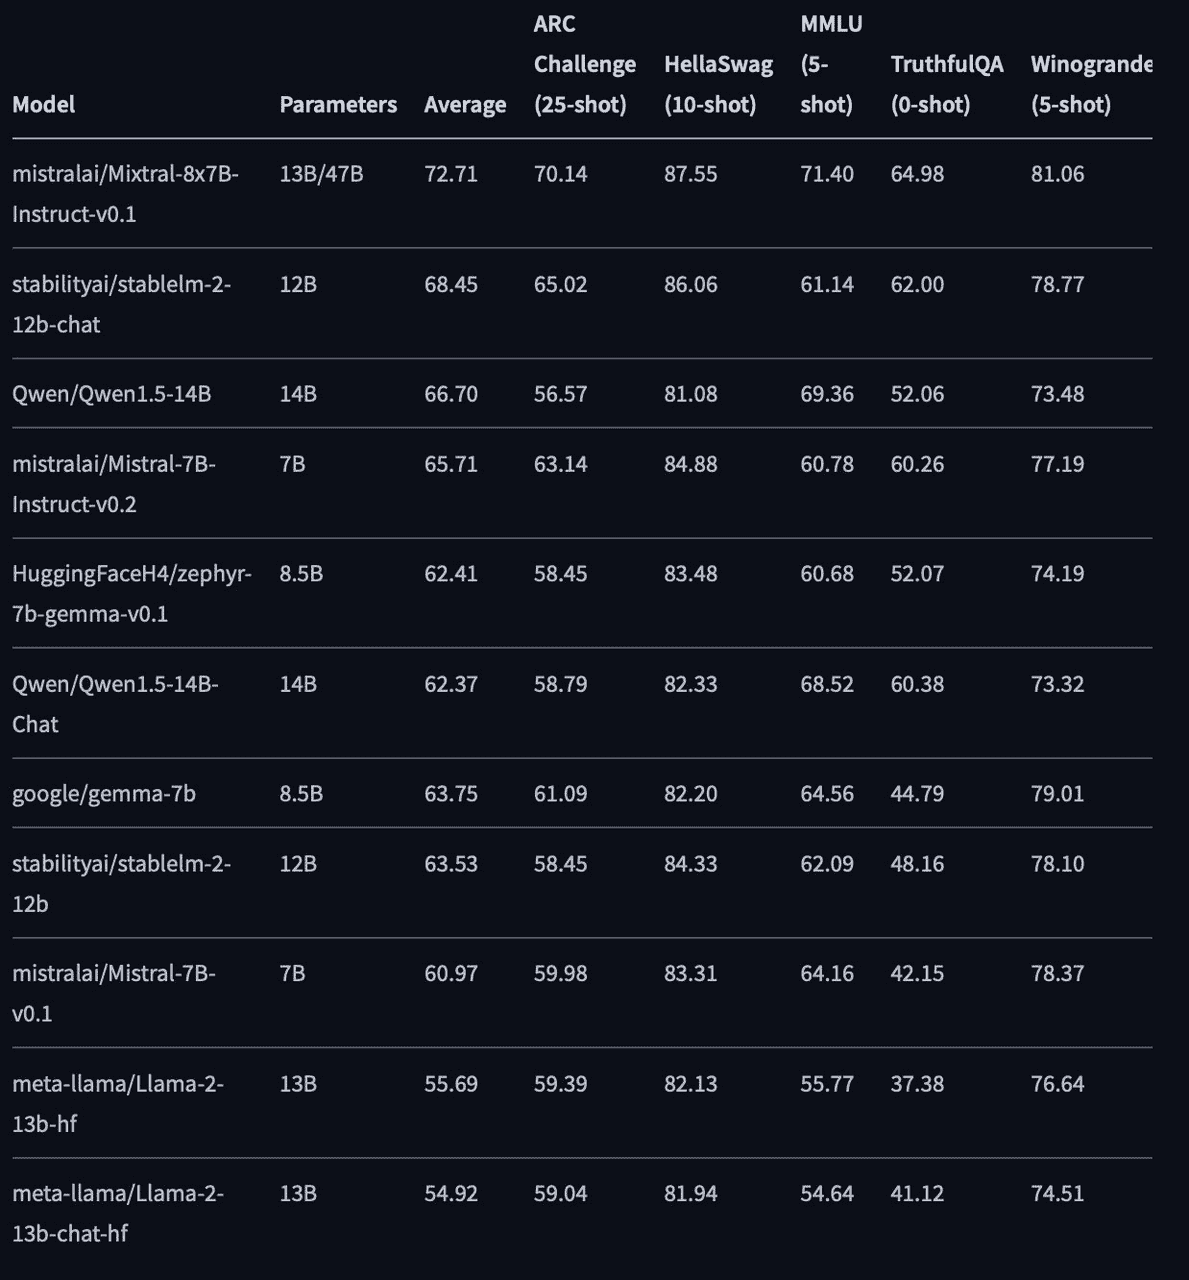 Model Parameters Average ARC Challenge (25-shot) HellaSwag (10-shot) MMLU (5-shot) TruthfulQA (0-shot) Winogrande (5-shot)
mistralai/Mixtral-8x7B-Instruct-v0.1 13B/47B 72.71 70.14 87.55 71.40 64.98 81.06
stabilityai/stablelm-2-12b-chat 12B 68.45 65.02 86.06 61.14 62.00 78.77
Qwen/Qwen1.5-14B 14B 66.70 56.57 81.08 69.36 52.06 73.48
mistralai/Mistral-7B-Instruct-v0.2 7B 65.71 63.14 84.88 60.78 60.26 77.19
HuggingFaceH4/zephyr-7b-gemma-v0.1 8.5B 62.41 58.45 83.48 60.68 52.07 74.19
Qwen/Qwen1.5-14B-Chat 14B 62.37 58.79 82.33 68.52 60.38 73.32
google/gemma-7b 8.5B 63.75 61.09 82.20 64.56 44.79 79.01
stabilityai/stablelm-2-12b 12B 63.53 58.45 84.33 62.09 48.16 78.10
mistralai/Mistral-7B-v0.1 7B 60.97 59.98 83.31 64.16 42.15 78.37
meta-llama/Llama-2-13b-hf 13B 55.69 59.39 82.13 55.77 37.38 76.64
meta-llama/Llama-2-13b-chat-hf 13B 54.92 59.04 81.94 54.64 41.12 74.51